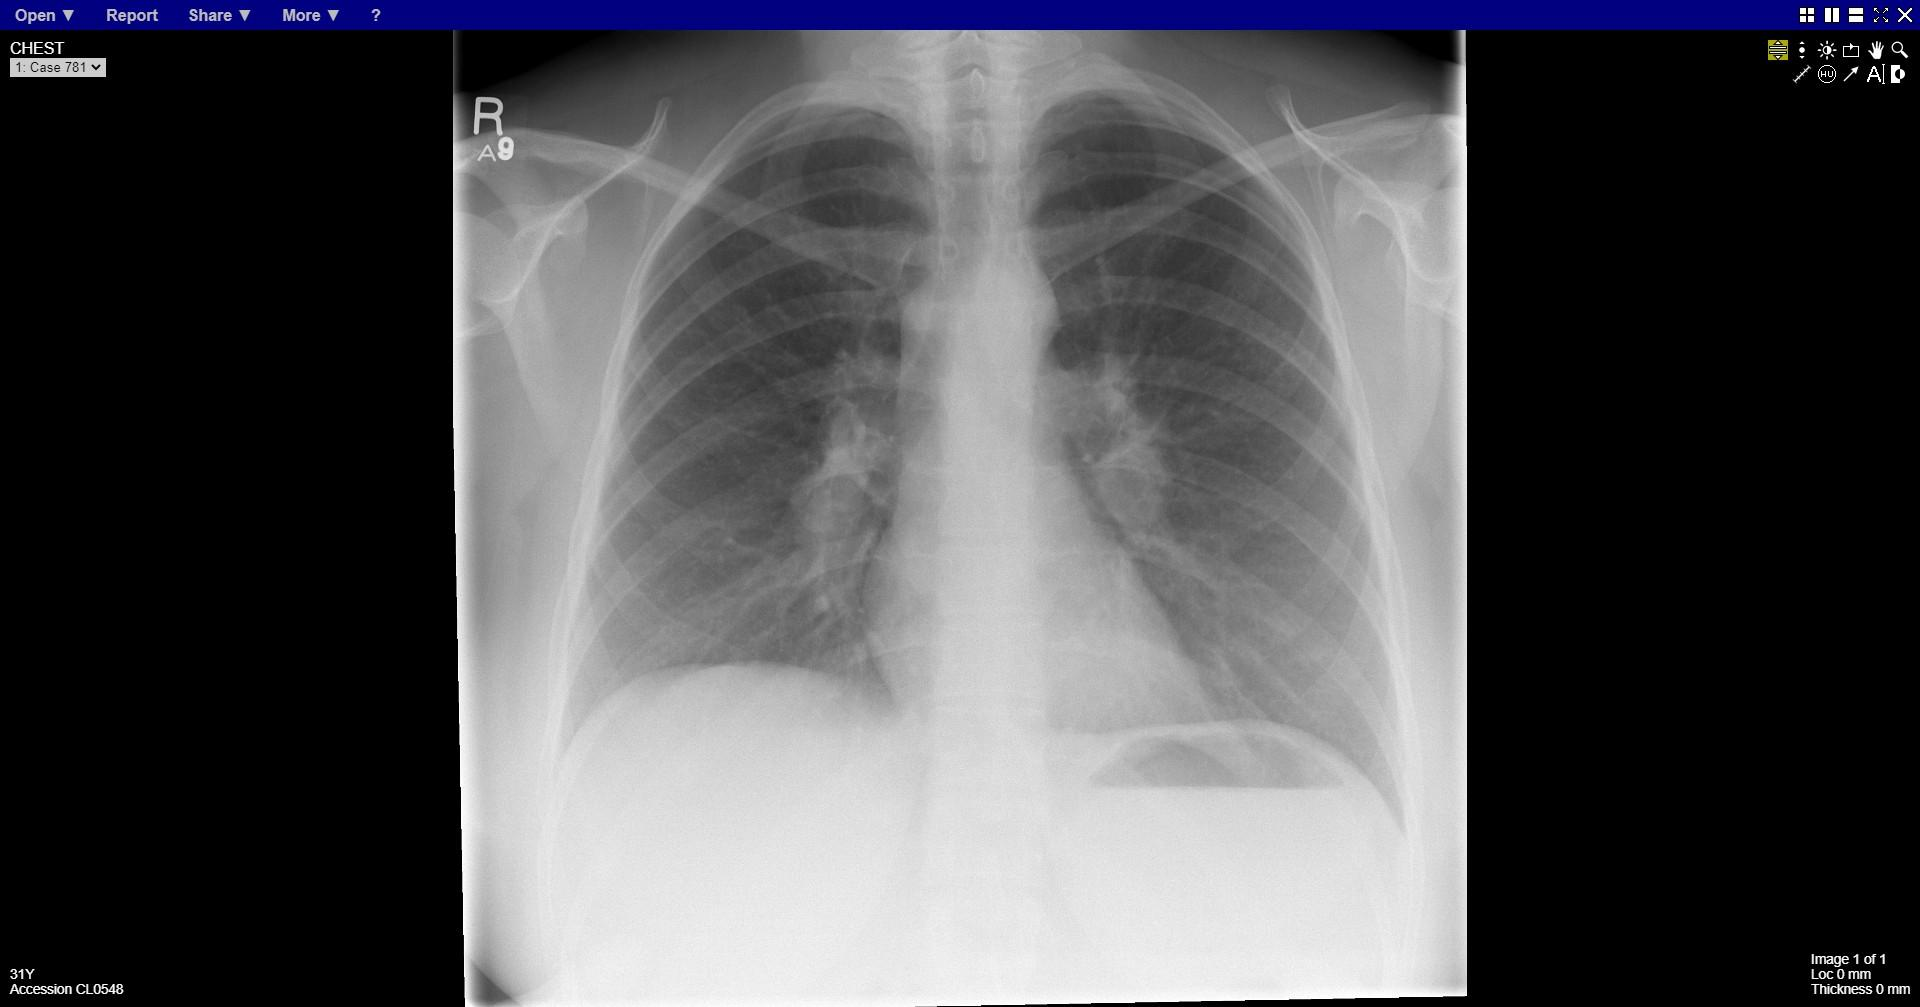 Open ▼ Report Share ▼ More ▼ ?
CHEST
1: Case 781
HU
A
R
A9
31Y
Accession CL0548
Image 1 of 1
Loc 0 mm
Thickness 0 mm